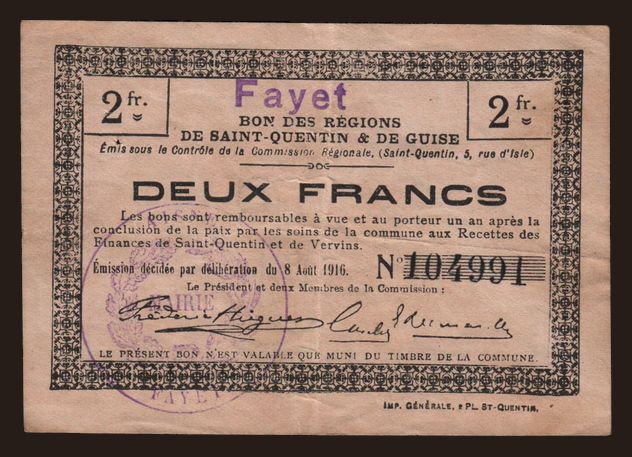 2 fr.
Fayet
2 fr.
BON DES RÉGIONS
DE SAINT-QUENTIN & DE GUISE
Émis sous le Contrôle de la Commission Régionale, (Saint-Quentin, 5, rue d'Isle)
DEUX FRANCS
Les bons sont remboursables à vue et au porteur un an après la
conclusion de la paix par les soins de la commune aux Recettes des
Finances de Saint-Quentin et de Vervins.
Émission décidée par délibération du 8 Août 1916. N° 104991
Le Président et deux Membres de la Commission :
MAIRIE
LE PRÉSENT BON N'EST VALABLE QUE MUNI DU TIMBRE DE LA COMMUNE.
FAYET
IMP. GÉNÉRALE, 2 PL. ST-QUENTIN.